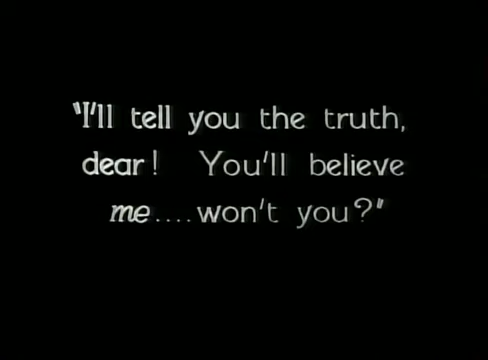 "I'll tell you the truth,
dear! You'll believe
me....won't you?"